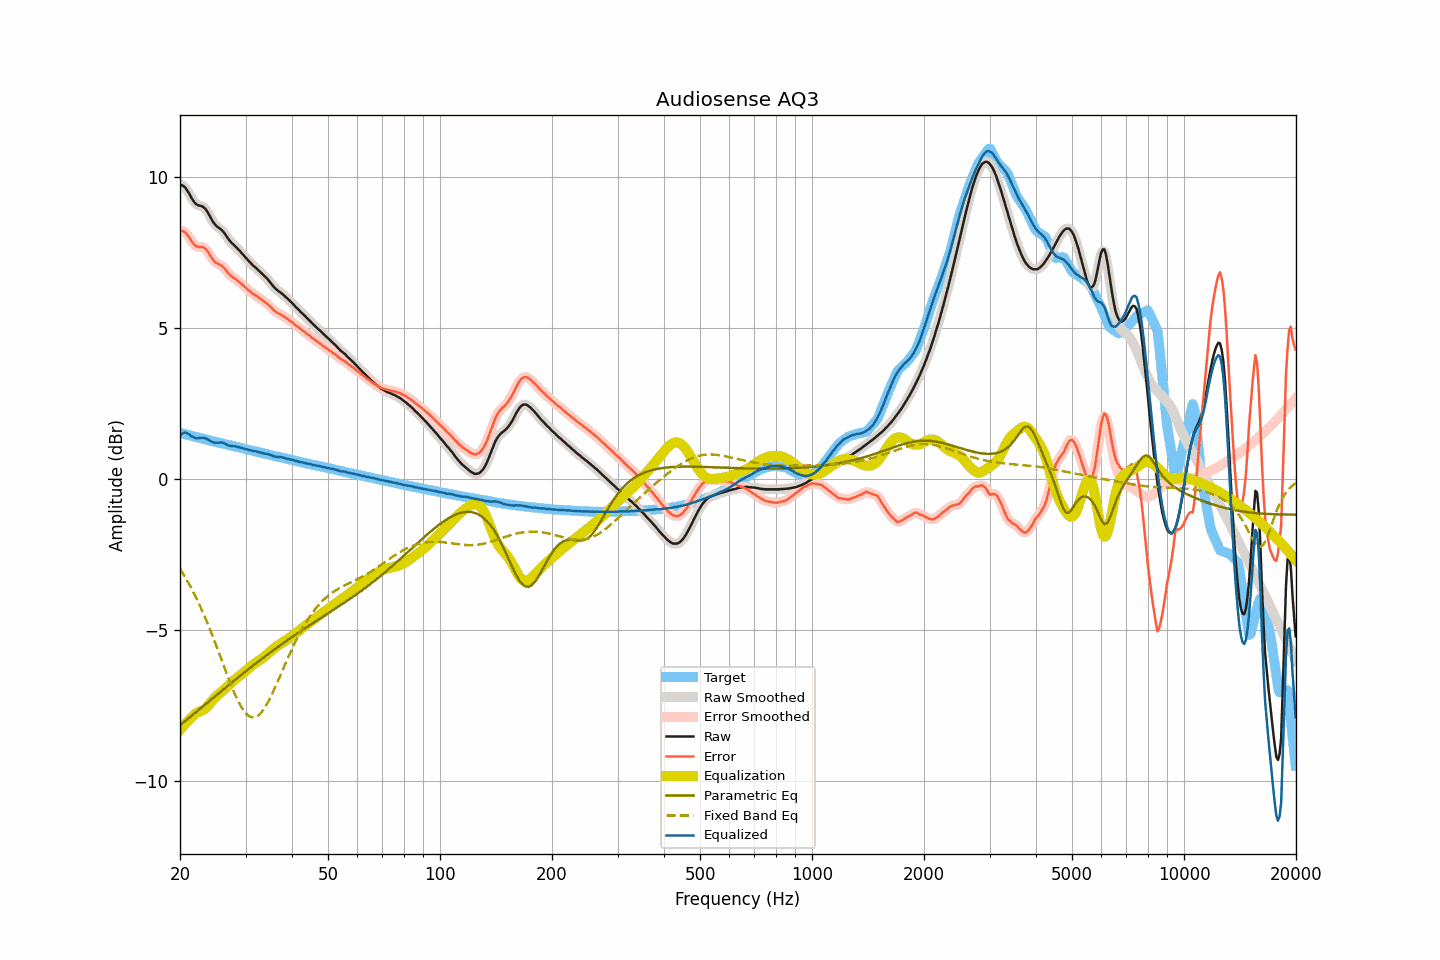 Audiosense AQ3
Amplitude (dBr)
10
5
0
−5
−10
Target
Raw Smoothed
Error Smoothed
Raw
Error
Equalization
Parametric Eq
Fixed Band Eq
Equalized
20 50 100 200 500 1000 2000 5000 10000 20000
Frequency (Hz)